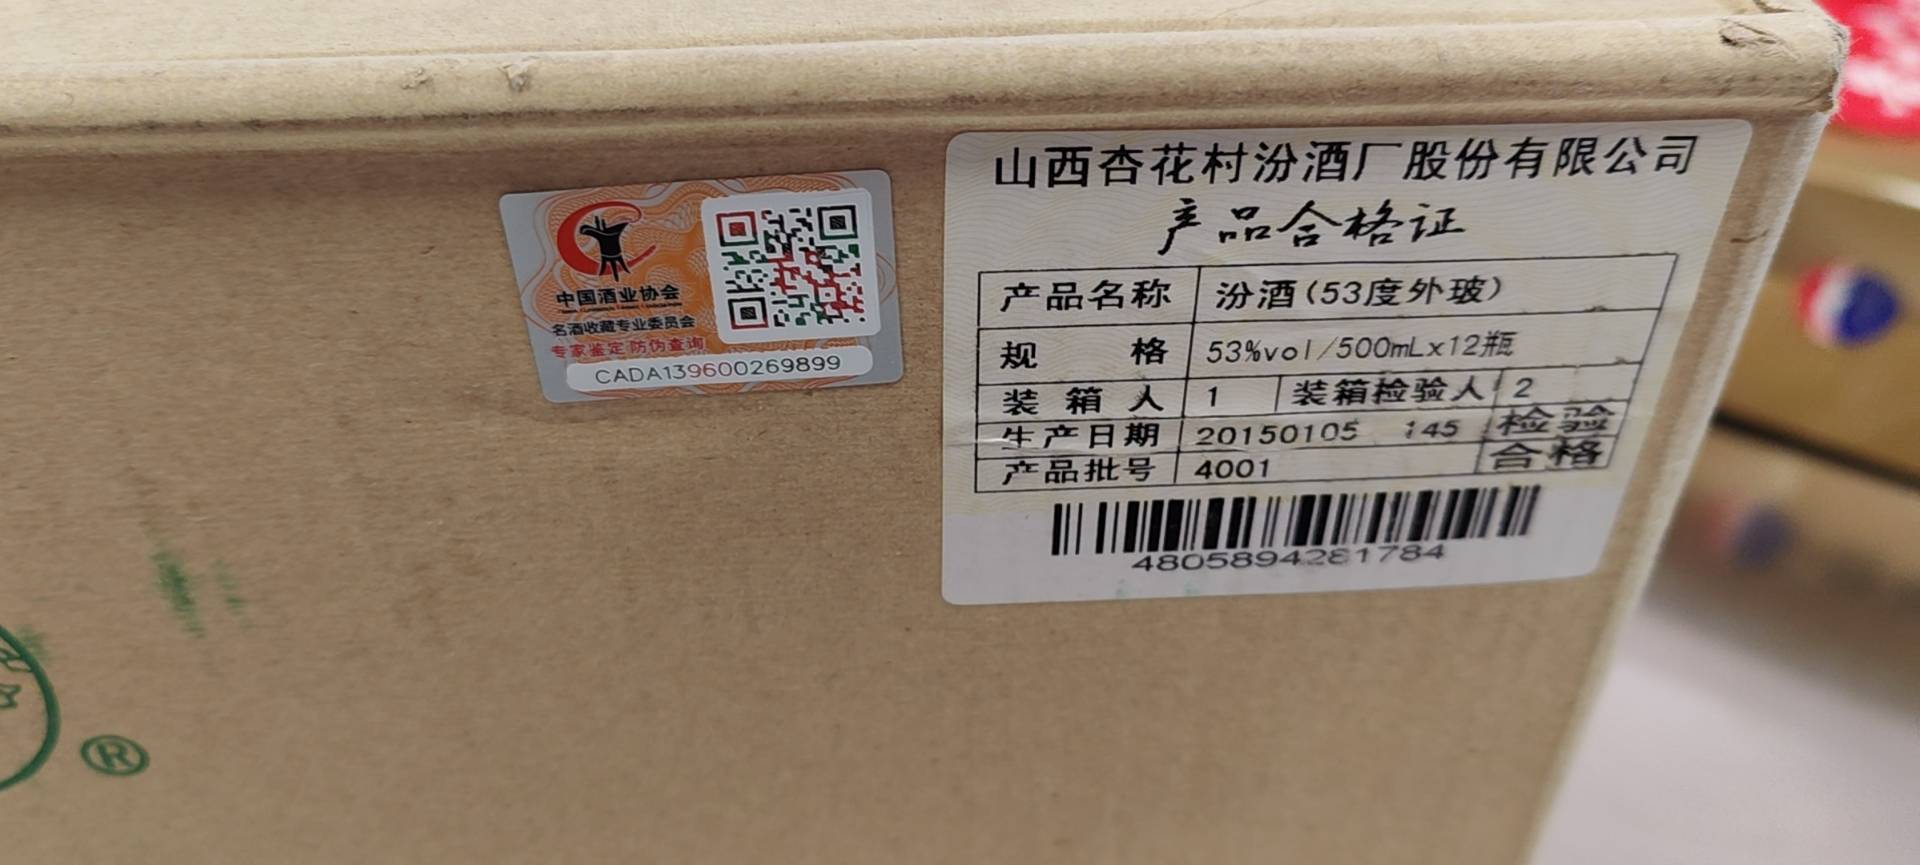 中国酒业协会
名酒收藏专业委员会
专家鉴定 防伪查询
CADA139600269899
山西杏花村汾酒厂股份有限公司
产品合格证
产品名称 汾酒(53度外玻)
规格 53%vol/500mLx12瓶
装箱人 1 装箱检验人 2
生产日期 20150105 145 检验
产品批号 4001 合格
4805894281784
®